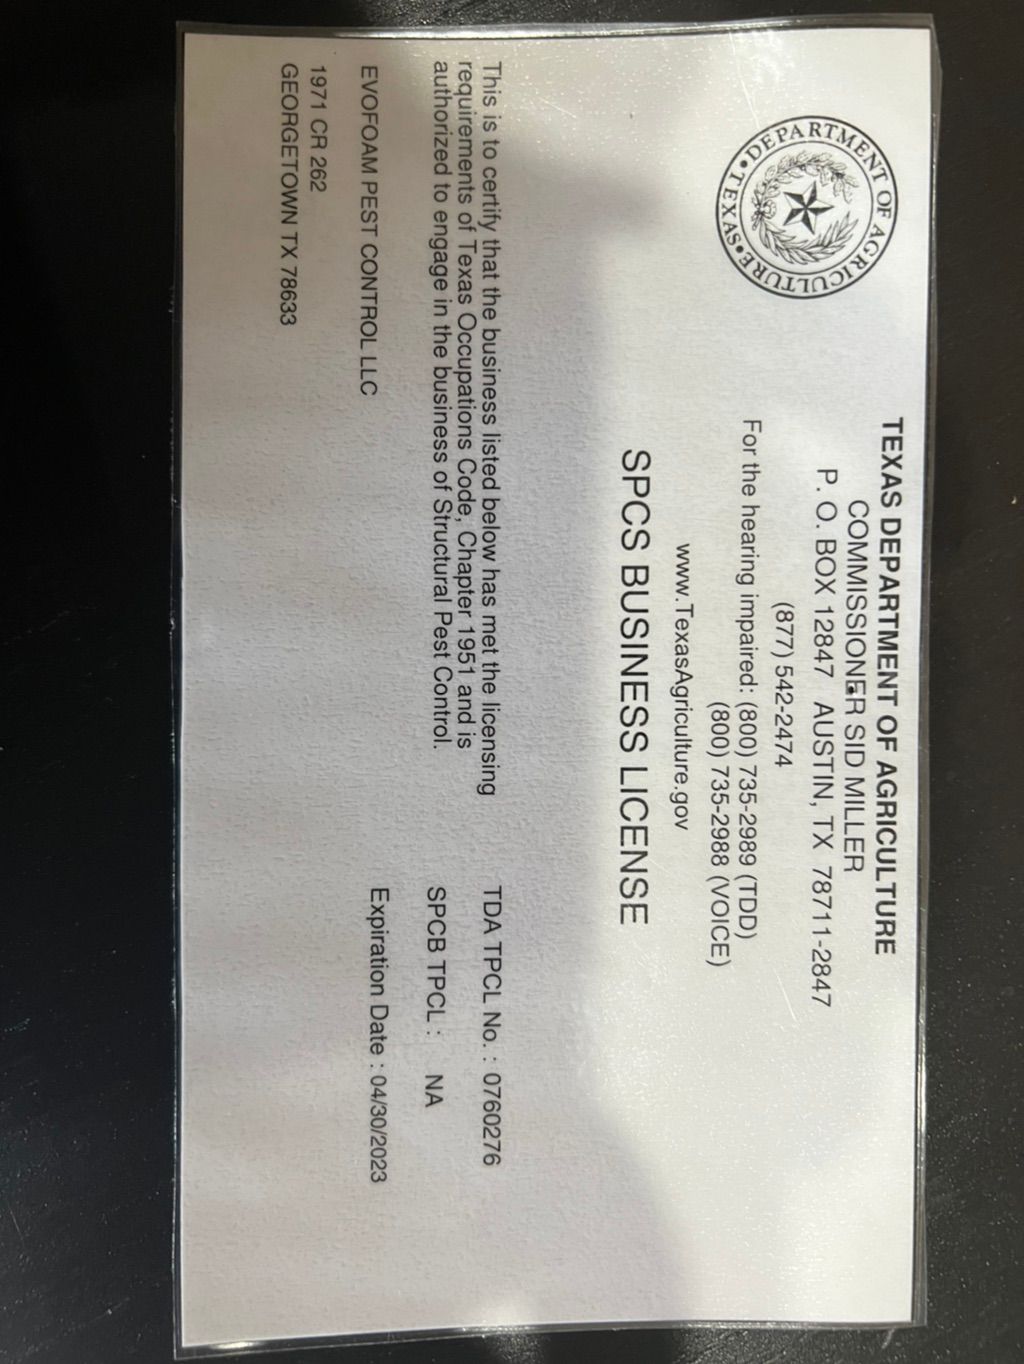 DEPARTMENT OF AGRICULTURE
• TEXAS •
TEXAS DEPARTMENT OF AGRICULTURE
COMMISSIONER SID MILLER
P. O. BOX 12847 AUSTIN, TX 78711-2847
(877) 542-2474
For the hearing impaired: (800) 735-2989 (TDD)
(800) 735-2988 (VOICE)
www.TexasAgriculture.gov
SPCS BUSINESS LICENSE
This is to certify that the business listed below has met the licensing
requirements of Texas Occupations Code, Chapter 1951 and is
authorized to engage in the business of Structural Pest Control.
TDA TPCL No. : 0760276
SPCB TPCL : NA
Expiration Date : 04/30/2023
EVOFOAM PEST CONTROL LLC
1971 CR 262
GEORGETOWN TX 78633